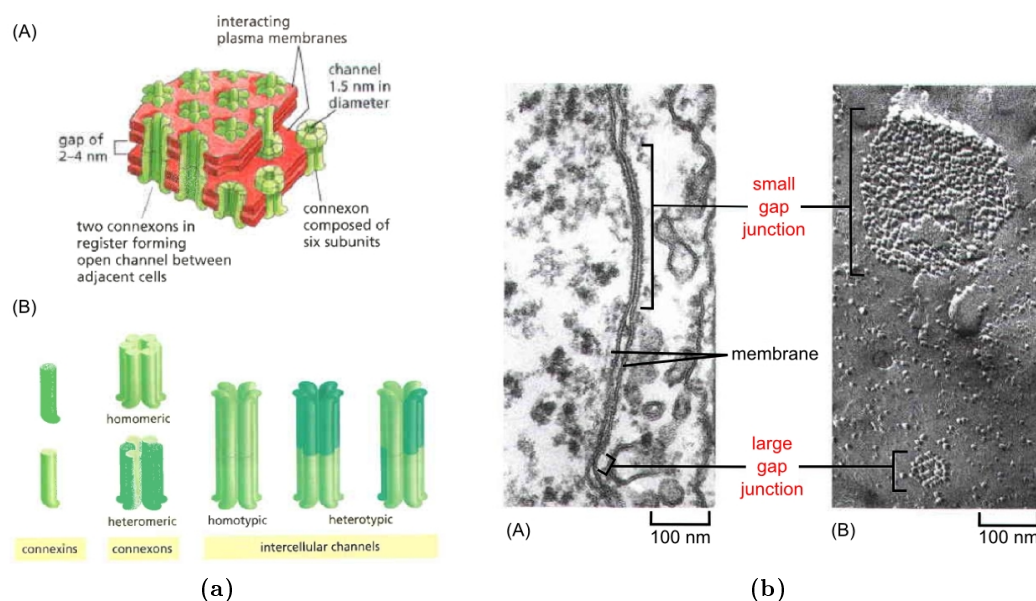 (A)
interacting
plasma membranes
channel
1.5 nm in
diameter
gap of
2–4 nm
two connexons in
register forming
open channel between
adjacent cells
connexon
composed of
six subunits
(B)
homomeric
heteromeric
homotypic
heterotypic
connexins
connexons
intercellular channels
(a)
small
gap
junction
membrane
large
gap
junction
(A)
100 nm
(B)
100 nm
(b)